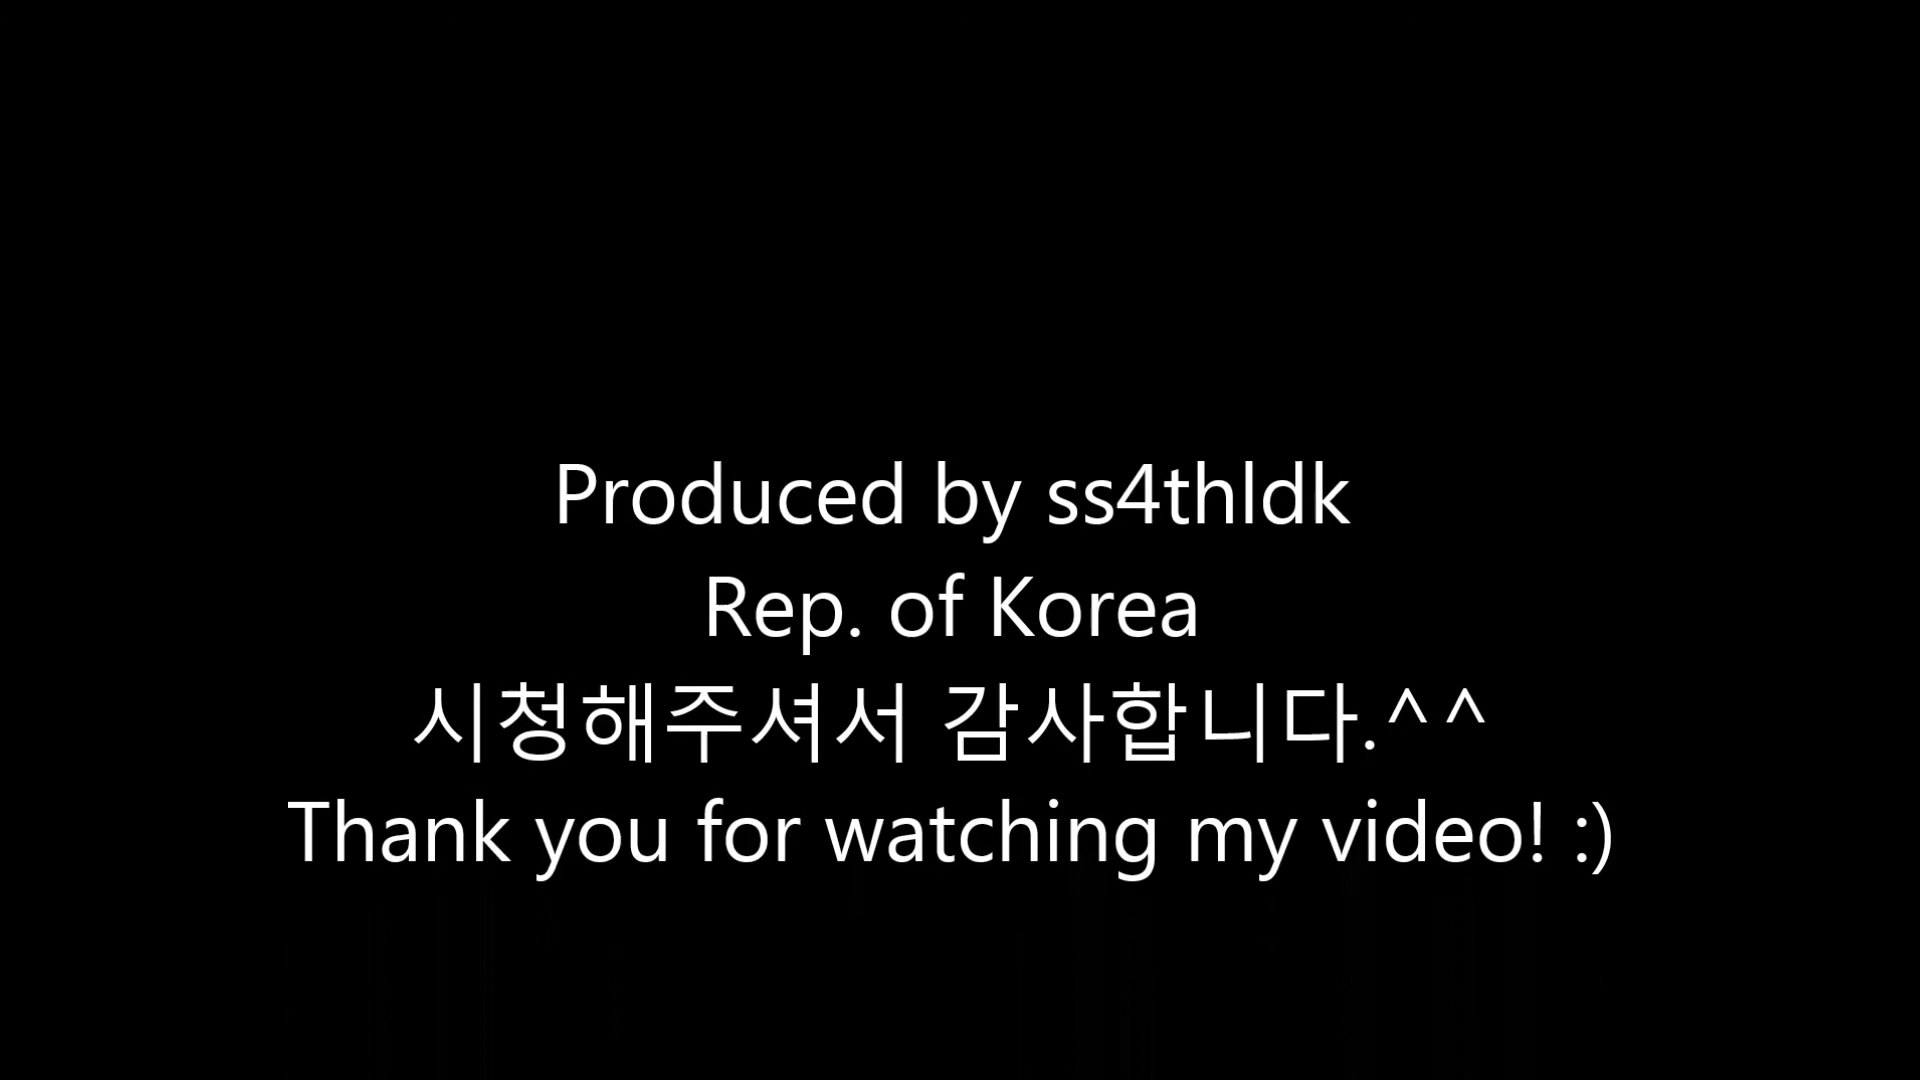 Produced by ss4thldk
Rep. of Korea
시청해주셔서 감사합니다.^^
Thank you for watching my video! :)